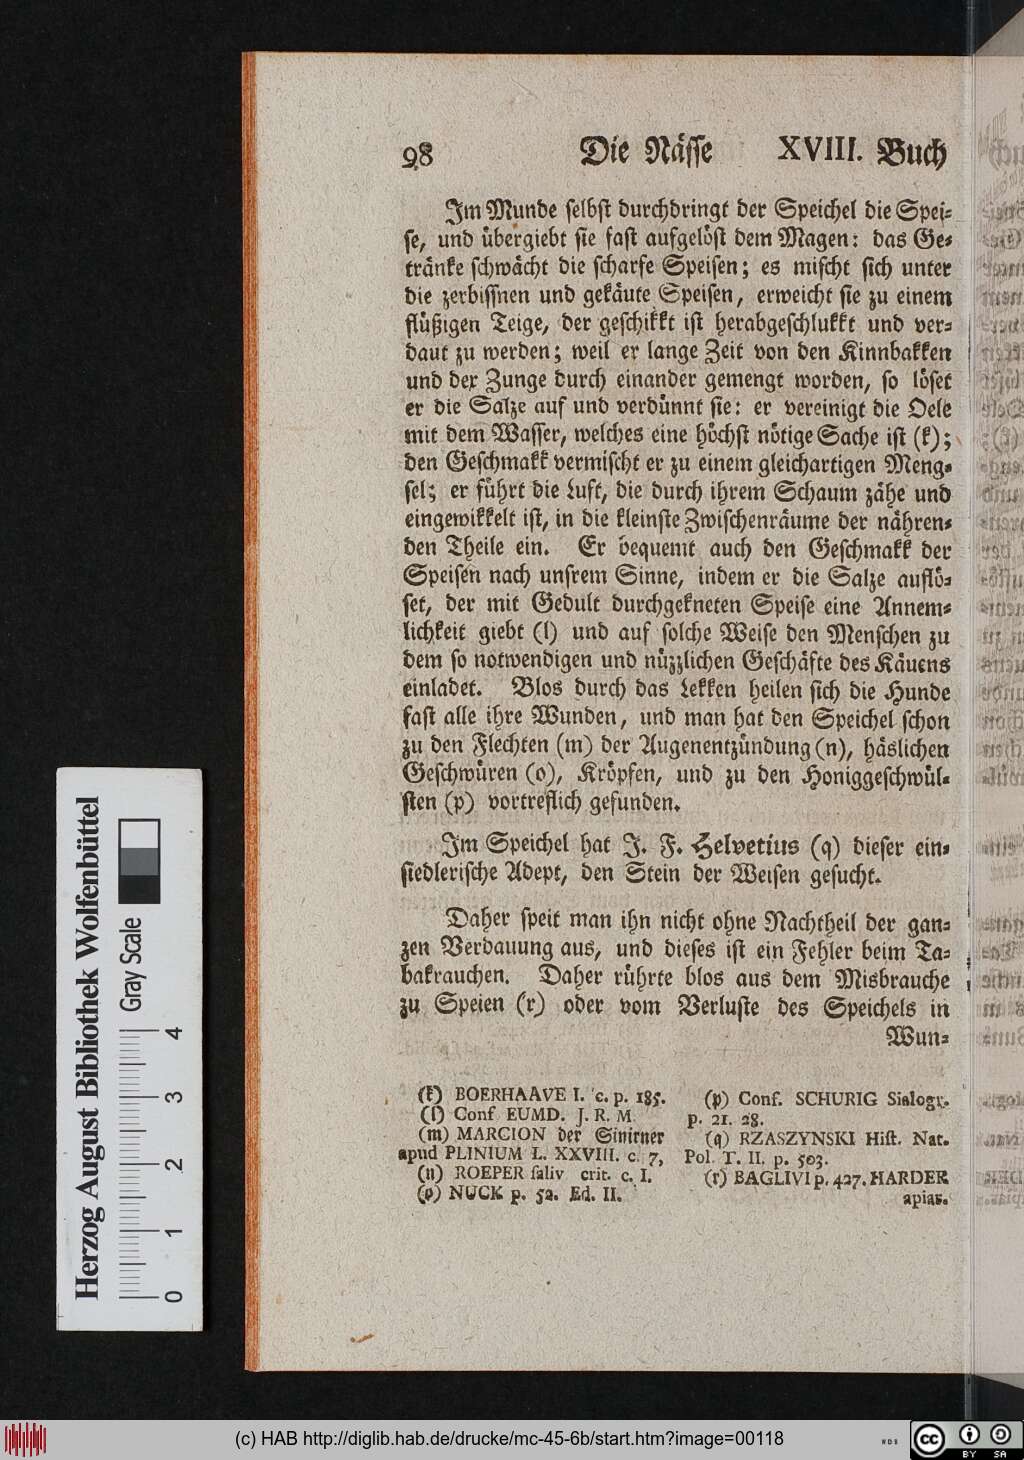 98 Die Nässe XVIII. Buch
Im Munde selbst durchdringt der Speichel die Spei-
se, und übergiebt sie fast aufgelöst dem Magen: das Ge-
tränke schwächt die scharfe Speisen; es mischt sich unter
die zerbissnen und gekäute Speisen, erweicht sie zu einem
flüßigen Teige, der geschikkt ist herabgeschlukkt und ver-
daut zu werden; weil er lange Zeit von den Kinnbakken
und der Zunge durch einander gemengt worden, so löset
er die Salze auf und verdünnt sie: er vereinigt die Oele
mit dem Wasser, welches eine höchst nötige Sache ist (k);
den Geschmakk vermischt er zu einem gleichartigen Meng-
sel; er führt die Luft, die durch ihrem Schaum zähe und
eingewikkelt ist, in die kleinste Zwischenräume der nähren-
den Theile ein. Er bequemt auch den Geschmakk der
Speisen nach unsrem Sinne, indem er die Salze auflö-
set, der mit Gedult durchgekneten Speise eine Annem-
lichkeit giebt (l) und auf solche Weise den Menschen zu
dem so notwendigen und nüzzlichen Geschäfte des Käuens
einladet. Blos durch das Lekken heilen sich die Hunde
fast alle ihre Wunden, und man hat den Speichel schon
zu den Flechten (m) der Augenentzündung (n), häslichen
Geschwüren (o), Kröpfen, und zu den Honiggeschwül-
sten (p) vortreflich gefunden.
Im Speichel hat J. F. Helvetius (q) dieser ein-
siedlerische Adept, den Stein der Weisen gesucht.
Daher speit man ihn nicht ohne Nachtheil der gan-
zen Verdauung aus, und dieses ist ein Fehler beim Ta-
bakrauchen. Daher rührte blos aus dem Misbrauche
zu Speien (r) oder vom Verluste des Speichels in
Wun-
(k) BOERHAAVE I. c. p. 185.
(l) Conf EUMD. J. R. M
(m) MARCION der Smirner
apud PLINIUM L. XXVIII. c. 7,
(n) ROEPER saliv crit. c. I.
(o) NUCK p. 52. Ed. II.
(p) Conf. SCHURIG Sialogr.
p. 21. 28.
(q) RZASZYNSKI Hist. Nat.
Pol. T. II. p. 503.
(r) BAGLIVI p. 427. HARDER
apiar.
Herzog August Bibliothek Wolfenbüttel
Gray Scale
0 1 2 3 4
(c) HAB http://diglib.hab.de/drucke/mc-45-6b/start.htm?image=00118
WDB
cc BY SA